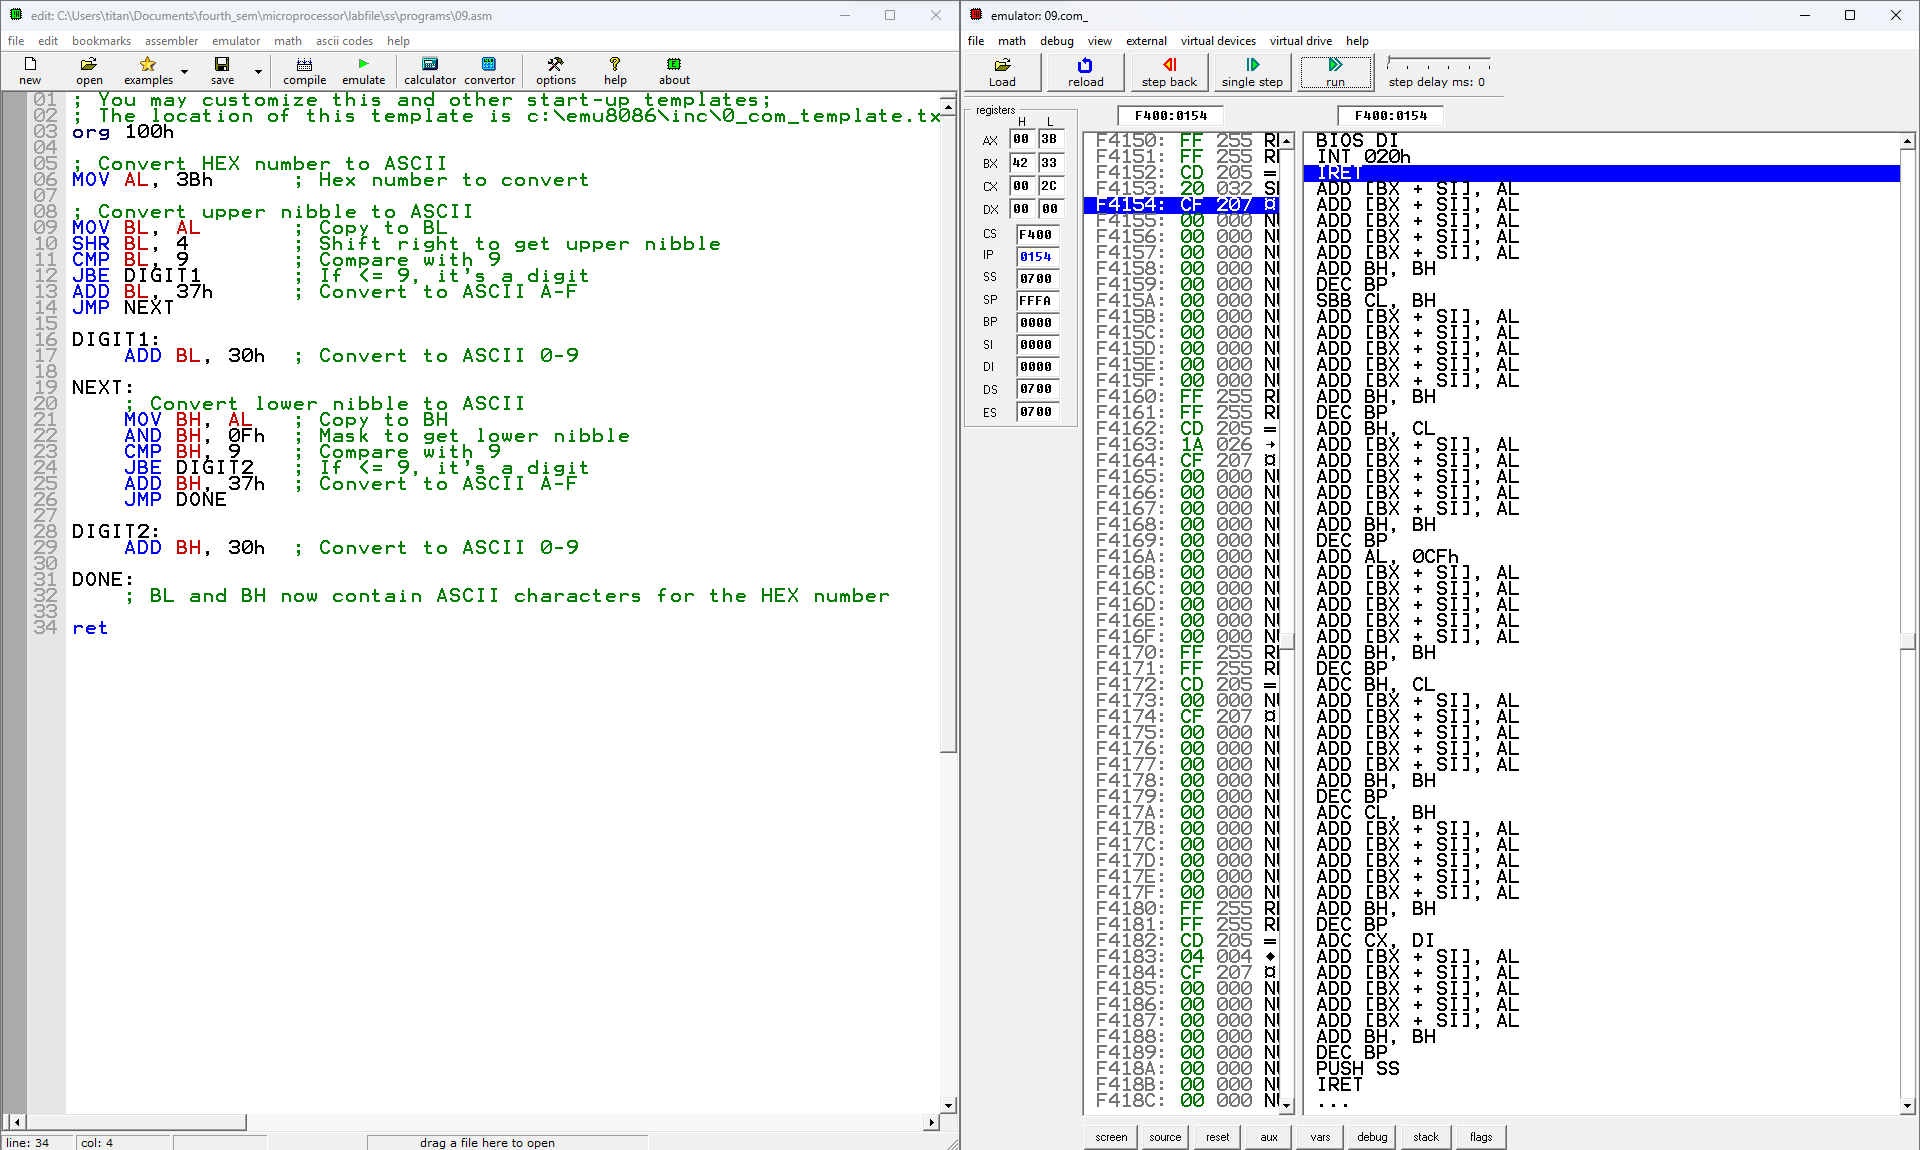 edit: C:\Users\titan\Documents\fourth_sem\microprocessor\labfile\ss\programs\09.asm
file edit bookmarks assembler emulator math ascii codes help
new open examples save compile emulate calculator convertor options help about
01 ; You may customize this and other start-up templates;
02 ; The location of this template is c:\emu8086\inc\0_com_template.tx
03 org 100h
04
05 ; Convert HEX number to ASCII
06 MOV AL, 3Bh ; Hex number to convert
07
08 ; Convert upper nibble to ASCII
09 MOV BL, AL ; Copy to BL
10 SHR BL, 4 ; Shift right to get upper nibble
11 CMP BL, 9 ; Compare with 9
12 JBE DIGIT1 ; If <= 9, it's a digit
13 ADD BL, 37h ; Convert to ASCII A-F
14 JMP NEXT
15
16 DIGIT1:
17 ADD BL, 30h ; Convert to ASCII 0-9
18
19 NEXT:
20 ; Convert lower nibble to ASCII
21 MOV BH, AL ; Copy to BH
22 AND BH, 0Fh ; Mask to get lower nibble
23 CMP BH, 9 ; Compare with 9
24 JBE DIGIT2 ; If <= 9, it's a digit
25 ADD BH, 37h ; Convert to ASCII A-F
26 JMP DONE
27
28 DIGIT2:
29 ADD BH, 30h ; Convert to ASCII 0-9
30
31 DONE:
32 ; BL and BH now contain ASCII characters for the HEX number
33
34 ret
line: 34 col: 4 drag a file here to open
emulator: 09.com_
file math debug view external virtual devices virtual drive help
Load reload step back single step run step delay ms: 0
registers
H L
AX 00 3B
BX 42 33
CX 00 2C
DX 00 00
CS F400
IP 0154
SS 0700
SP FFFA
BP 0000
SI 0000
DI 0000
DS 0700
ES 0700
F400:0154 F400:0154
F4150: FF 255
F4151: FF 255
F4152: CD 205 =
F4153: 20 032
F4154: CF 207 ¤
F4155: 00 000
F4156: 00 000
F4157: 00 000
F4158: 00 000
F4159: 00 000
F415A: 00 000
F415B: 00 000
F415C: 00 000
F415D: 00 000
F415E: 00 000
F415F: 00 000
F4160: FF 255
F4161: FF 255
F4162: CD 205 =
F4163: 1A 026 →
F4164: CF 207 ¤
F4165: 00 000
F4166: 00 000
F4167: 00 000
F4168: 00 000
F4169: 00 000
F416A: 00 000
F416B: 00 000
F416C: 00 000
F416D: 00 000
F416E: 00 000
F416F: 00 000
F4170: FF 255
F4171: FF 255
F4172: CD 205 =
F4173: 00 000
F4174: CF 207 ¤
F4175: 00 000
F4176: 00 000
F4177: 00 000
F4178: 00 000
F4179: 00 000
F417A: 00 000
F417B: 00 000
F417C: 00 000
F417D: 00 000
F417E: 00 000
F417F: 00 000
F4180: FF 255
F4181: FF 255
F4182: CD 205 =
F4183: 04 004 ♦
F4184: CF 207 ¤
F4185: 00 000
F4186: 00 000
F4187: 00 000
F4188: 00 000
F4189: 00 000
F418A: 00 000
F418B: 00 000
F418C: 00 000
BIOS DI
INT 020h
IRET
ADD [BX + SI], AL
ADD [BX + SI], AL
ADD [BX + SI], AL
ADD [BX + SI], AL
ADD [BX + SI], AL
ADD BH, BH
DEC BP
SBB CL, BH
ADD [BX + SI], AL
ADD [BX + SI], AL
ADD [BX + SI], AL
ADD [BX + SI], AL
ADD [BX + SI], AL
ADD BH, BH
DEC BP
ADD BH, CL
ADD [BX + SI], AL
ADD [BX + SI], AL
ADD [BX + SI], AL
ADD [BX + SI], AL
ADD [BX + SI], AL
ADD BH, BH
DEC BP
ADD AL, 0CFh
ADD [BX + SI], AL
ADD [BX + SI], AL
ADD [BX + SI], AL
ADD [BX + SI], AL
ADD [BX + SI], AL
ADD BH, BH
DEC BP
ADC BH, CL
ADD [BX + SI], AL
ADD [BX + SI], AL
ADD [BX + SI], AL
ADD [BX + SI], AL
ADD [BX + SI], AL
ADD BH, BH
DEC BP
ADC CL, BH
ADD [BX + SI], AL
ADD [BX + SI], AL
ADD [BX + SI], AL
ADD [BX + SI], AL
ADD [BX + SI], AL
ADD BH, BH
DEC BP
ADC CX, DI
ADD [BX + SI], AL
ADD [BX + SI], AL
ADD [BX + SI], AL
ADD [BX + SI], AL
ADD [BX + SI], AL
ADD BH, BH
DEC BP
PUSH SS
IRET
...
screen source reset aux vars debug stack flags